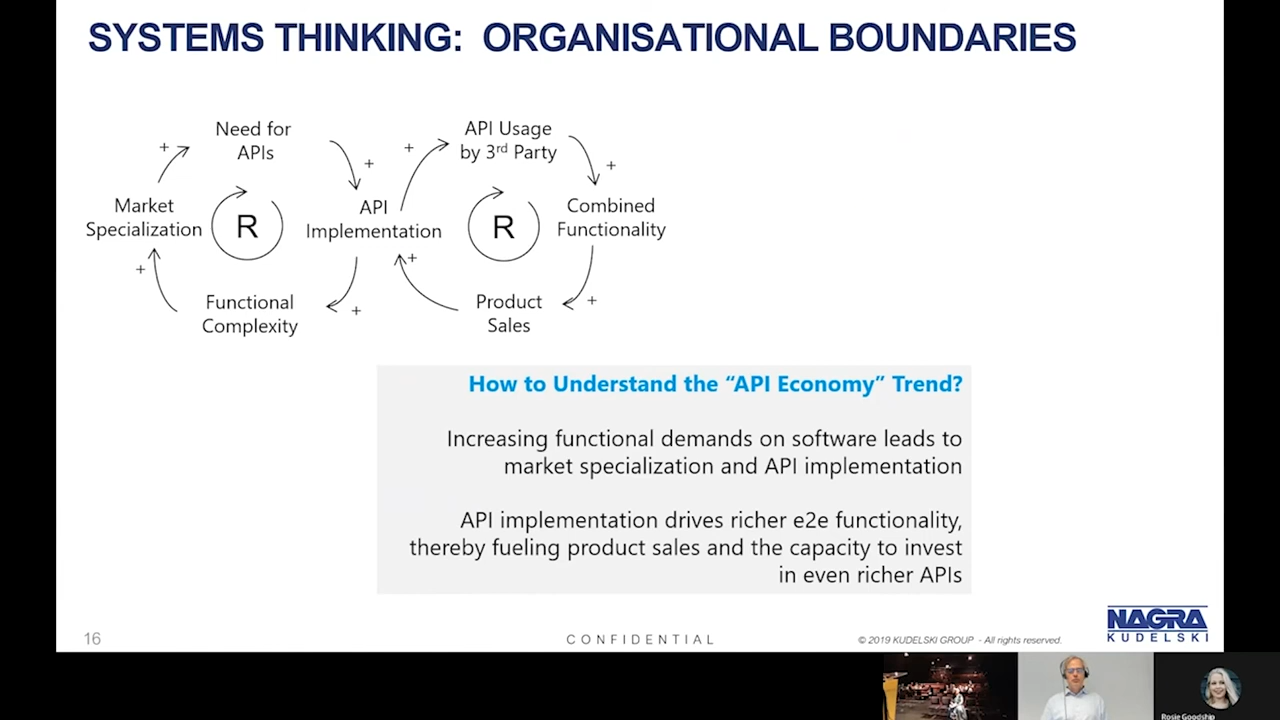 SYSTEMS THINKING: ORGANISATIONAL BOUNDARIES
Need for
APIs
+
+
Market
Specialization
R
API
Implementation
+
Functional
Complexity
+
+
API Usage
by 3rd Party
+
R
Combined
Functionality
+
Product
Sales
+
How to Understand the “API Economy” Trend?
Increasing functional demands on software leads to
market specialization and API implementation
API implementation drives richer e2e functionality,
thereby fueling product sales and the capacity to invest
in even richer APIs
16
CONFIDENTIAL
© 2019 KUDELSKI GROUP - All rights reserved.
NAGRA
KUDELSKI
Rosie Goodship